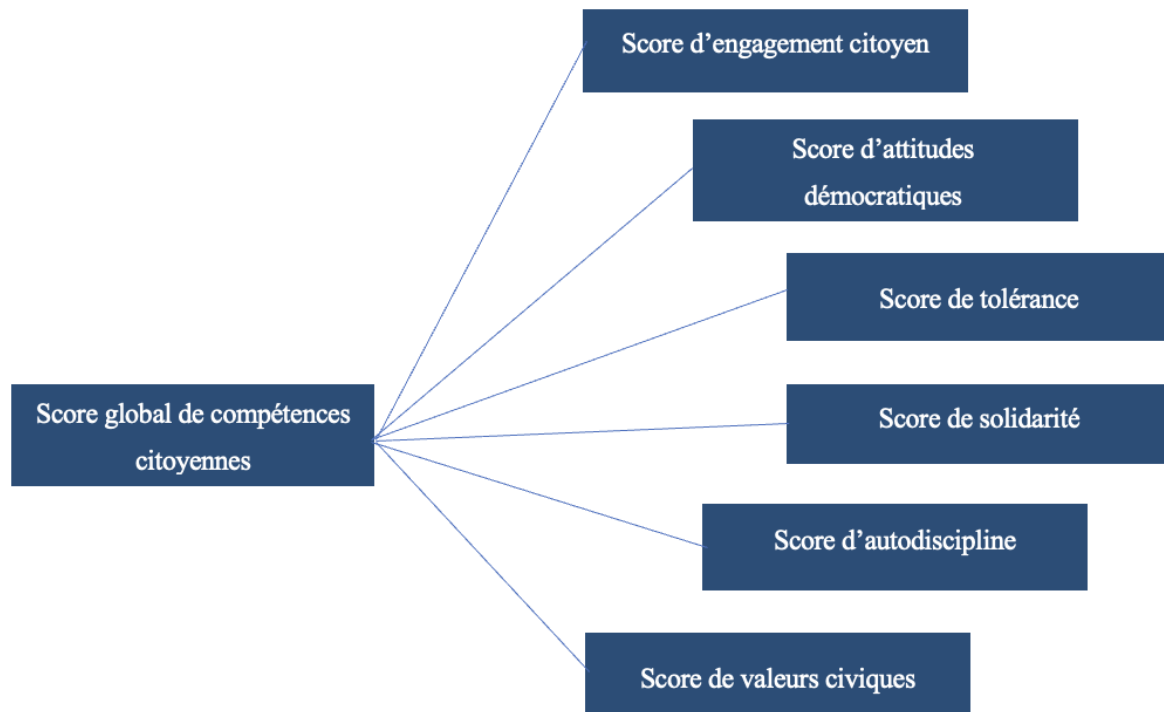 Score d’engagement citoyen
Score d’attitudes
démocratiques
Score de tolérance
Score global de compétences
citoyennes
Score de solidarité
Score d’autodiscipline
Score de valeurs civiques